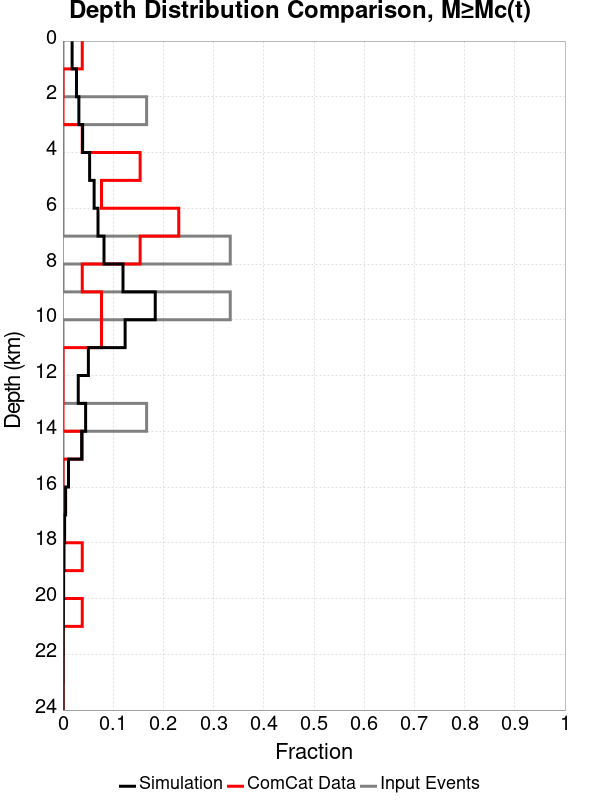 Depth Distribution Comparison, M≥Mc(t)
0
2
4
6
8
10
12
14
16
18
20
22
24
Depth (km)
0 0.1 0.2 0.3 0.4 0.5 0.6 0.7 0.8 0.9 1
Fraction
Simulation ComCat Data Input Events